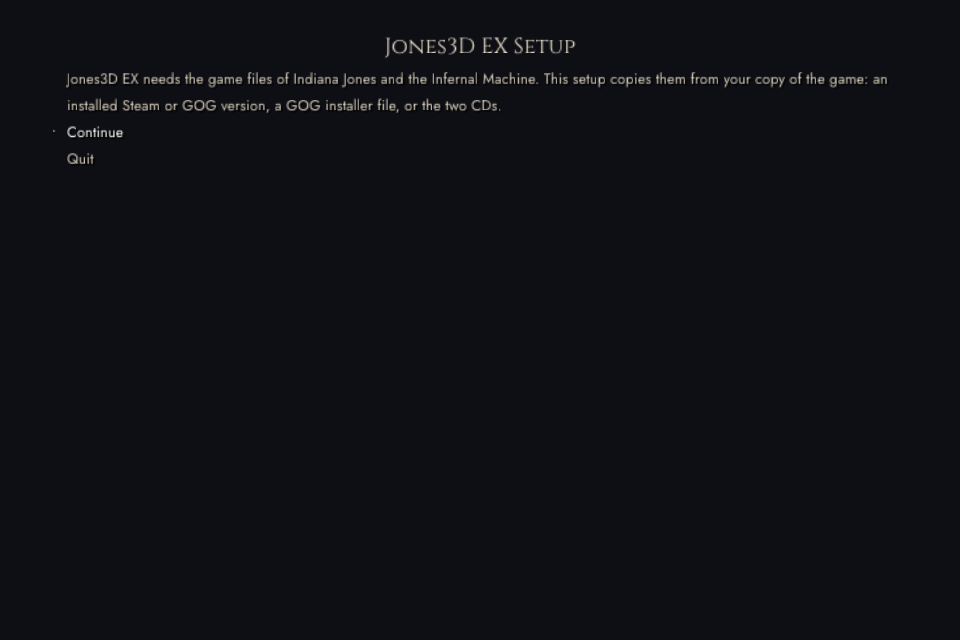 Jones3D EX Setup
Jones3D EX needs the game files of Indiana Jones and the Infernal Machine. This setup copies them from your copy of the game: an
installed Steam or GOG version, a GOG installer file, or the two CDs.
· Continue
Quit